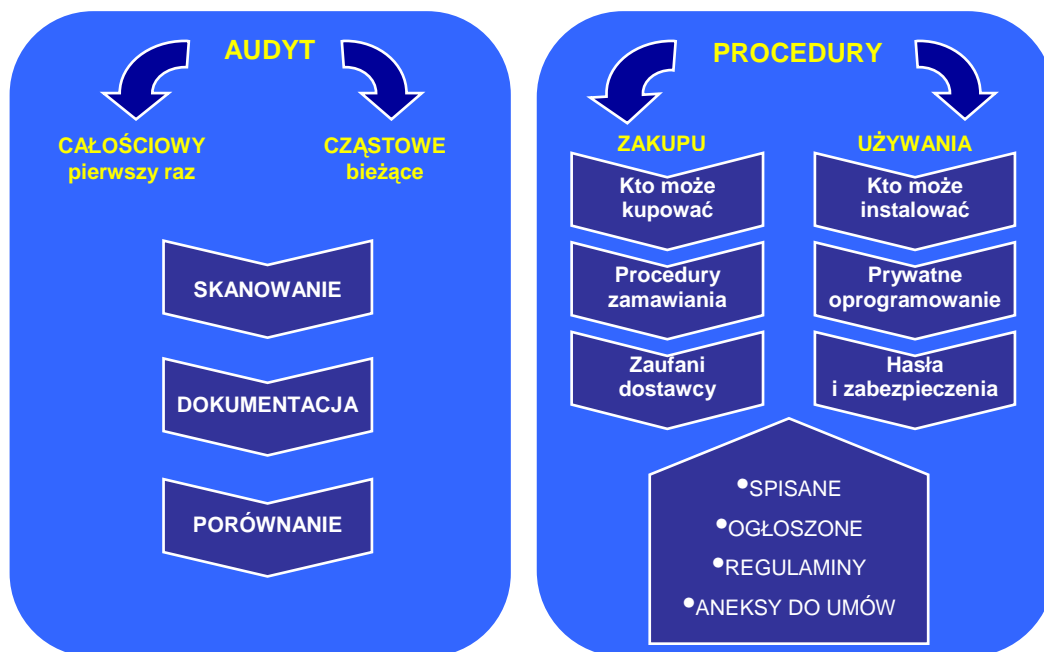 AUDYT
CAŁOŚCIOWY
pierwszy raz
CZĄSTOWE
bieżące
SKANOWANIE
DOKUMENTACJA
PORÓWNANIE
PROCEDURY
ZAKUPU
Kto może
kupować
Procedury
zamawiania
Zaufani
dostawcy
UŻYWANIA
Kto może
instalować
Prywatne
oprogramowanie
Hasła
i zabezpieczenia
•SPISANE
•OGŁOSZONE
•REGULAMINY
•ANEKSY DO UMÓW